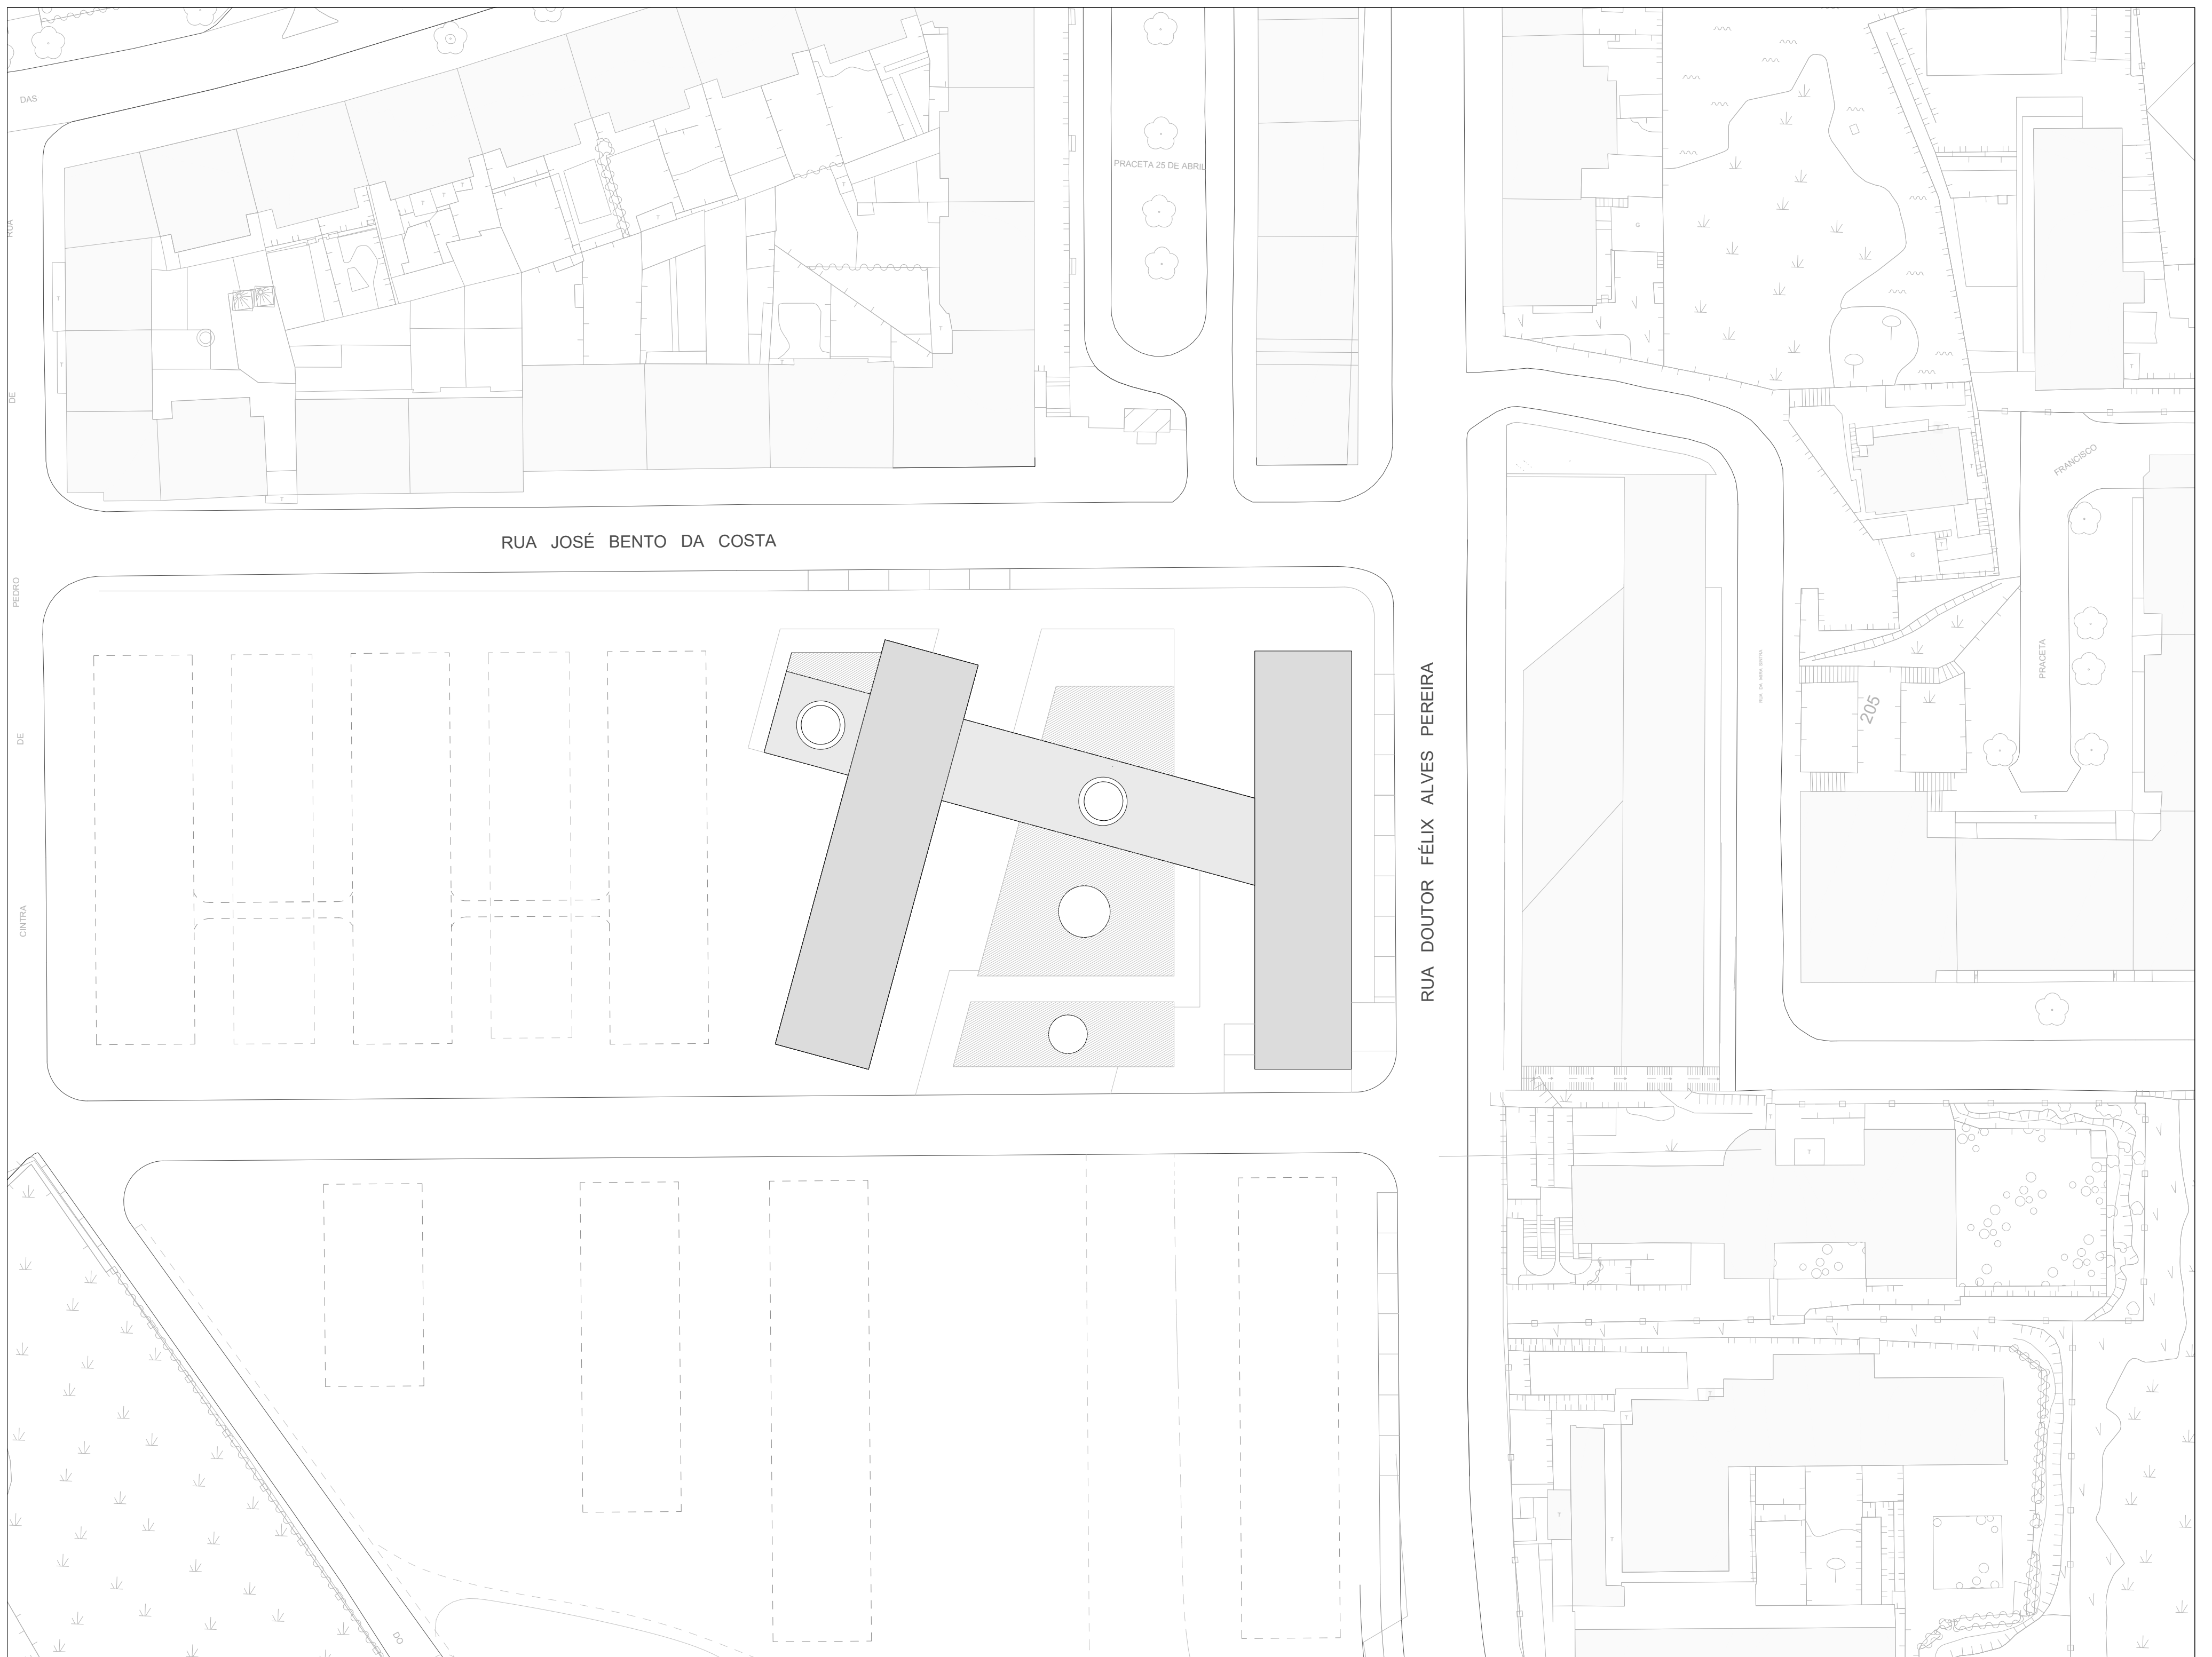 DAS
PRACETA 25 DE ABRIL
RUA
DE
PEDRO
DE
CINTRA
RUA JOSÉ BENTO DA COSTA
RUA DOUTOR FÉLIX ALVES PEREIRA
FRANCISCO
PRACETA
205
DO
T
T
T
T
T
T
T
T
T
T
G
T
T
T
G
T
T
T
T
T
T
T
T
T
T